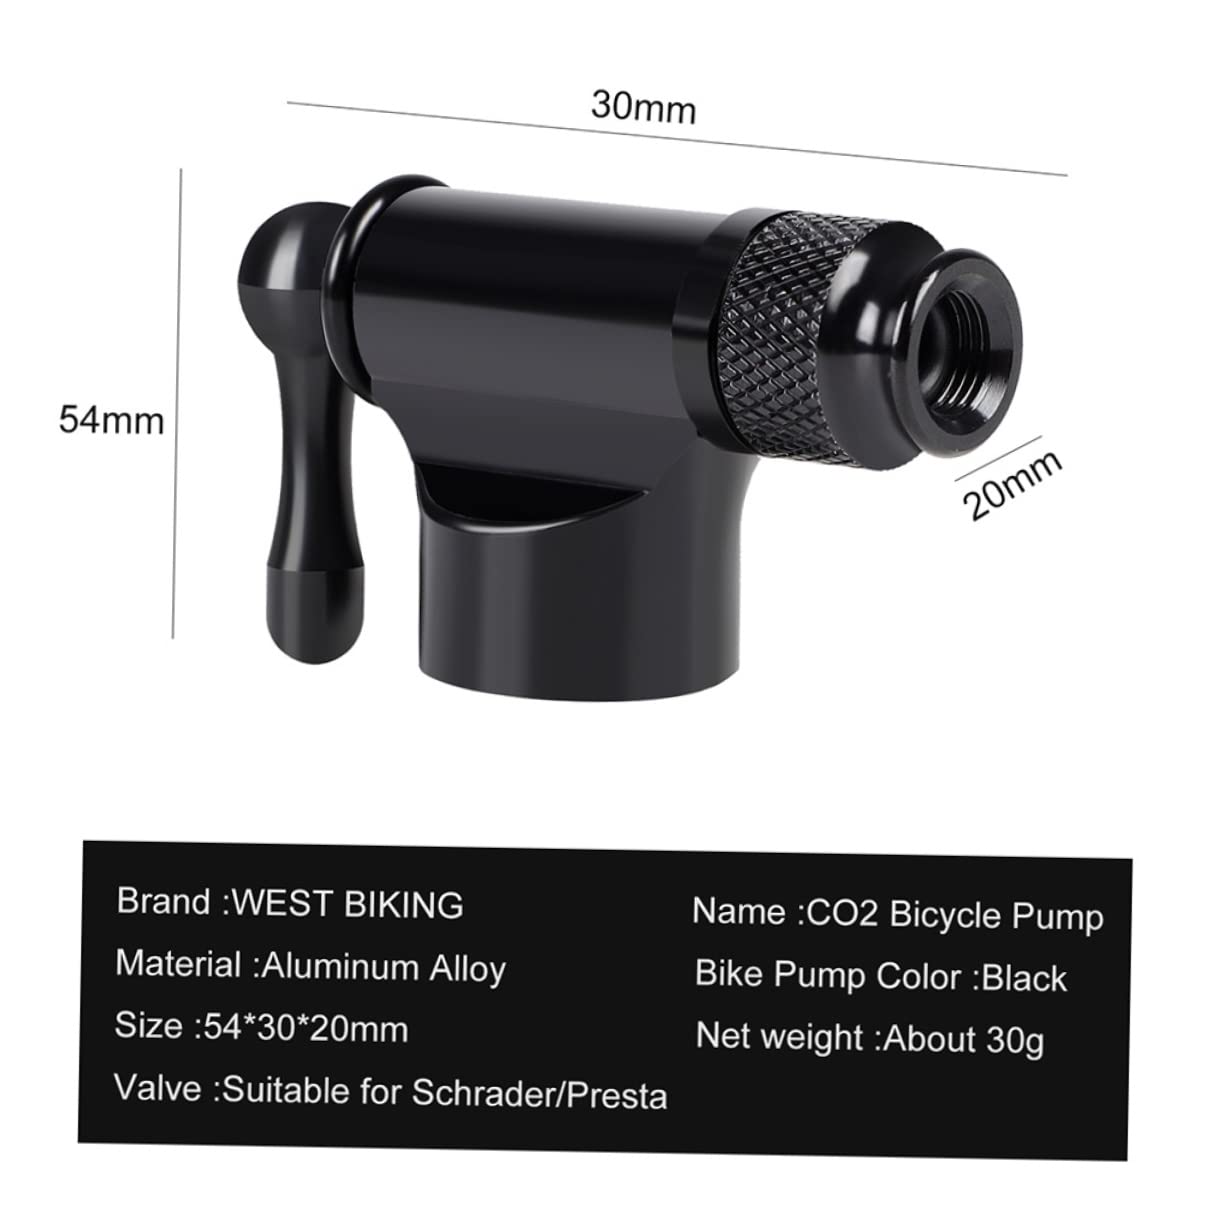 30mm
54mm
20mm
Brand :WEST BIKING
Material :Aluminum Alloy
Size :54*30*20mm
Valve :Suitable for Schrader/Presta
Name :CO2 Bicycle Pump
Bike Pump Color :Black
Net weight :About 30g